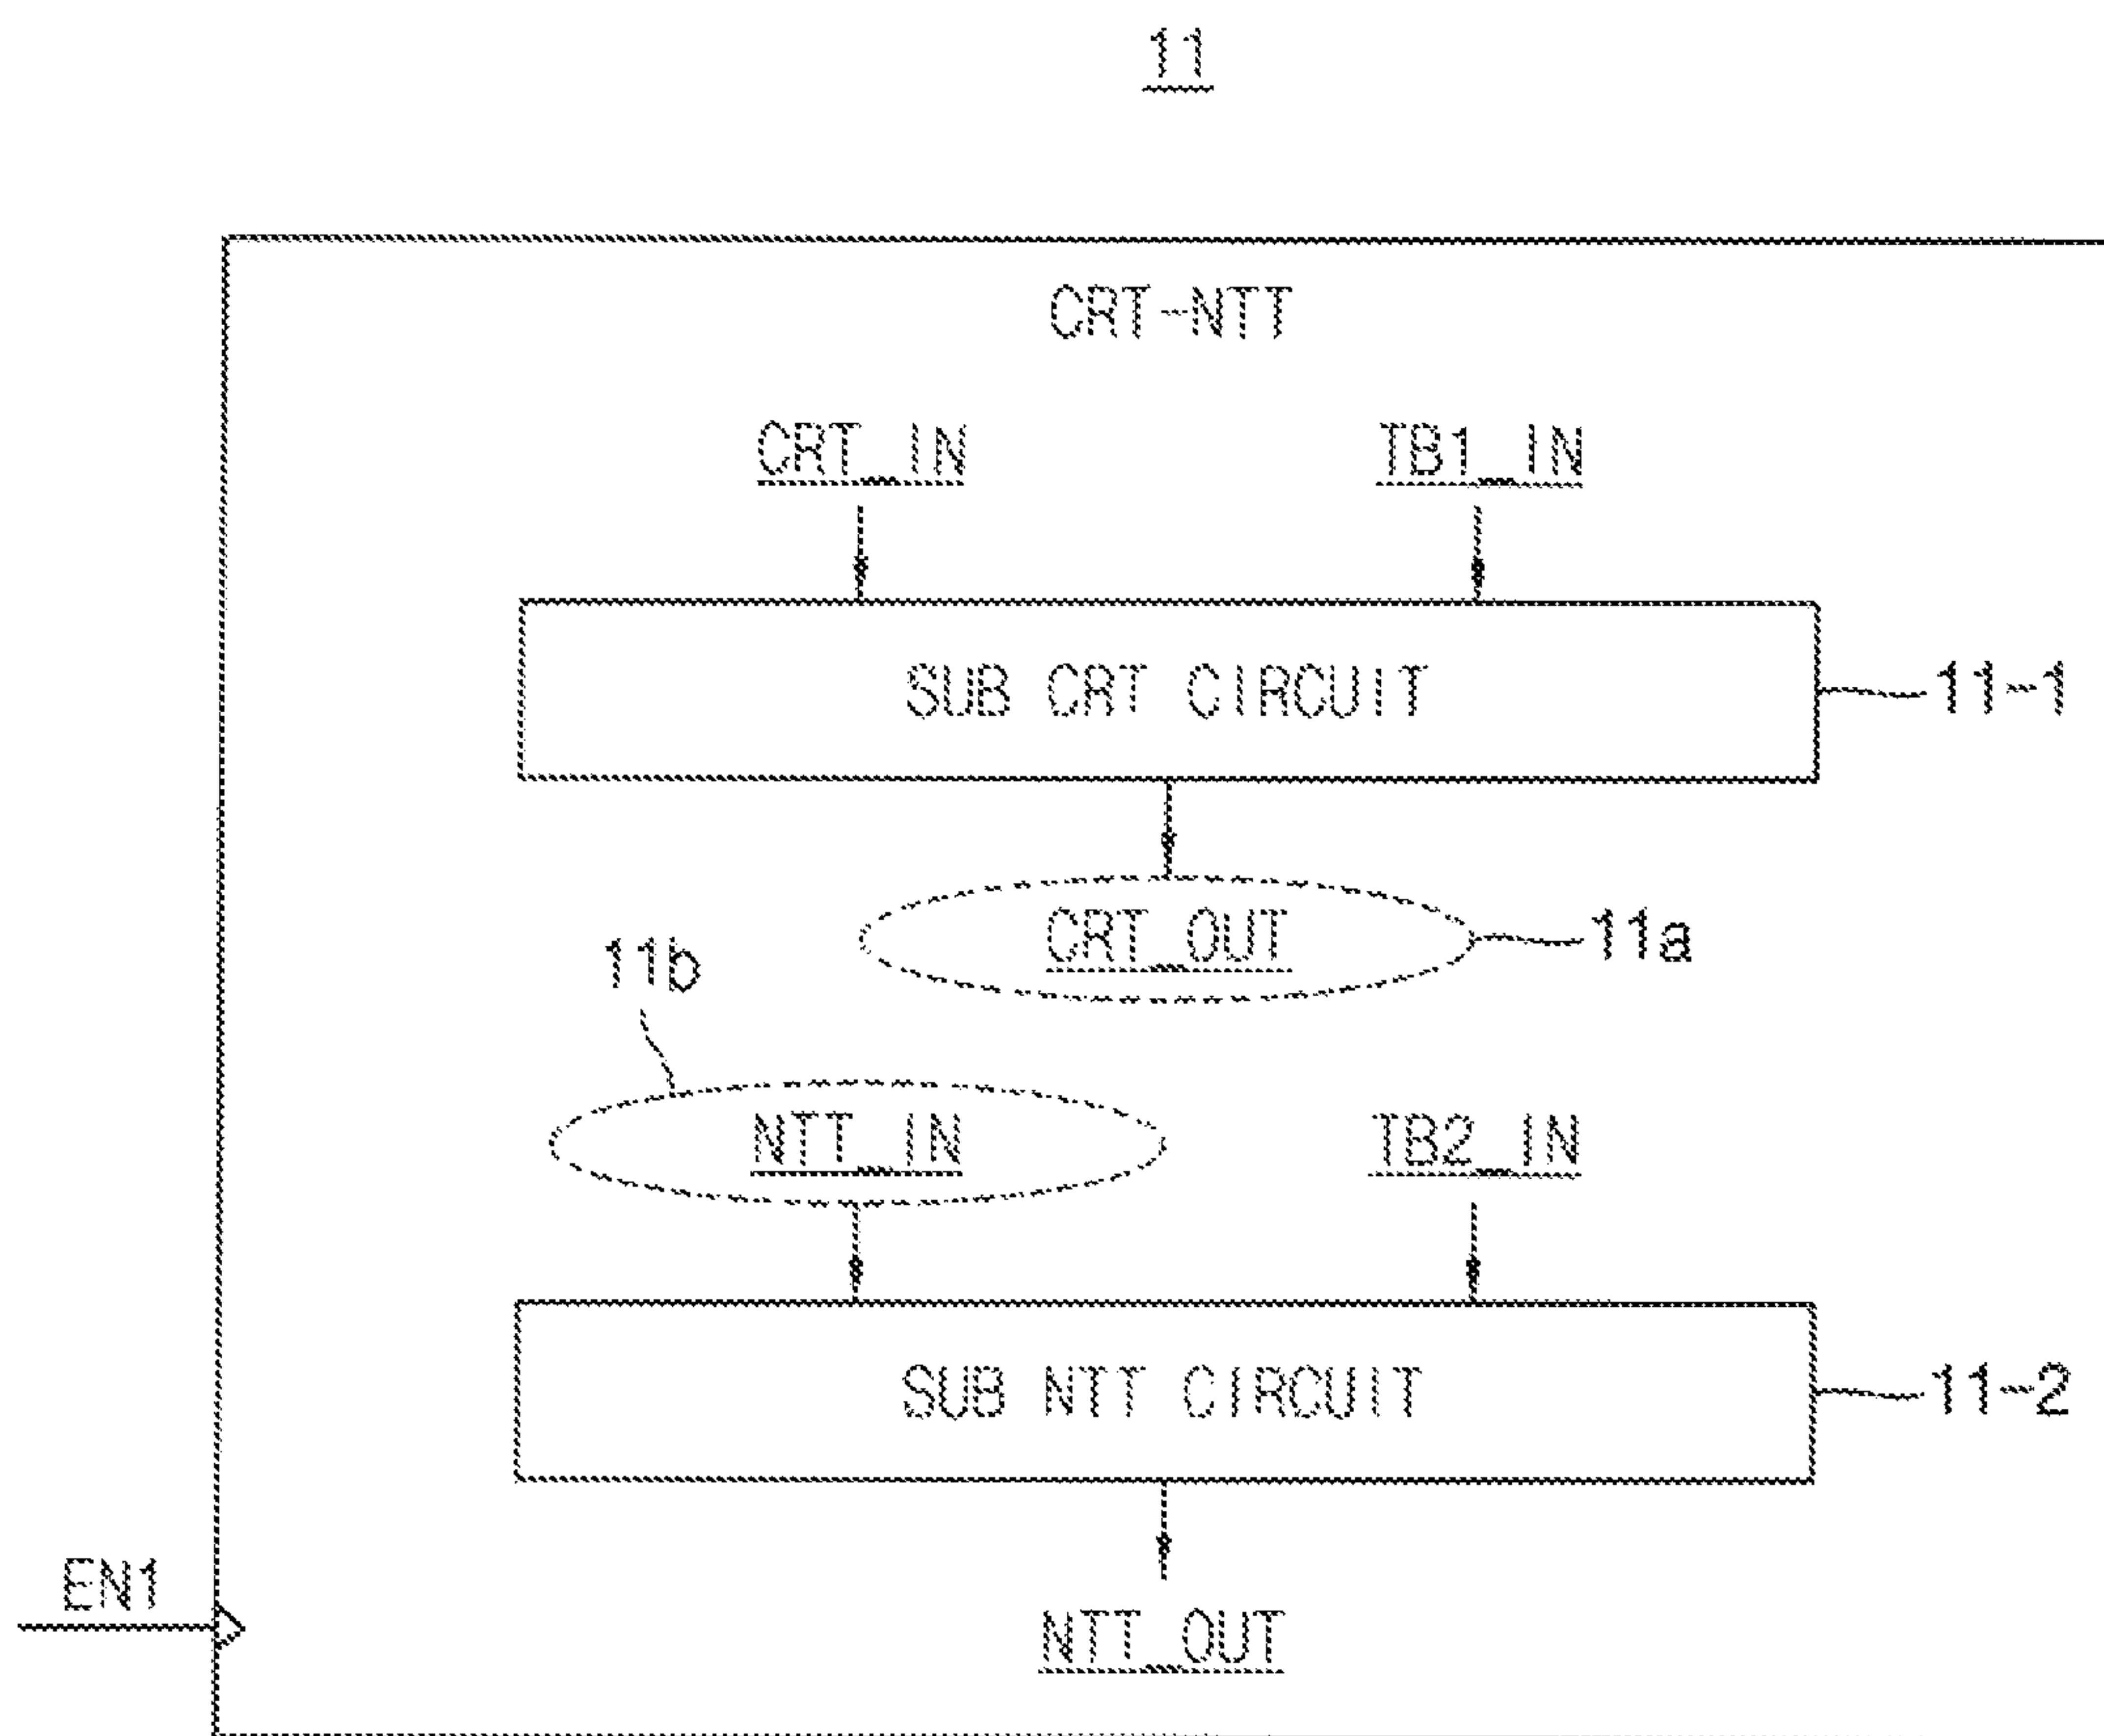 11
CRT-NTT
CRT_IN TB1_IN
SUB CRT CIRCUIT 11-1
CRT_OUT 11a
11b
NTT_IN TB2_IN
SUB NTT CIRCUIT 11-2
EN1
NTT_OUT